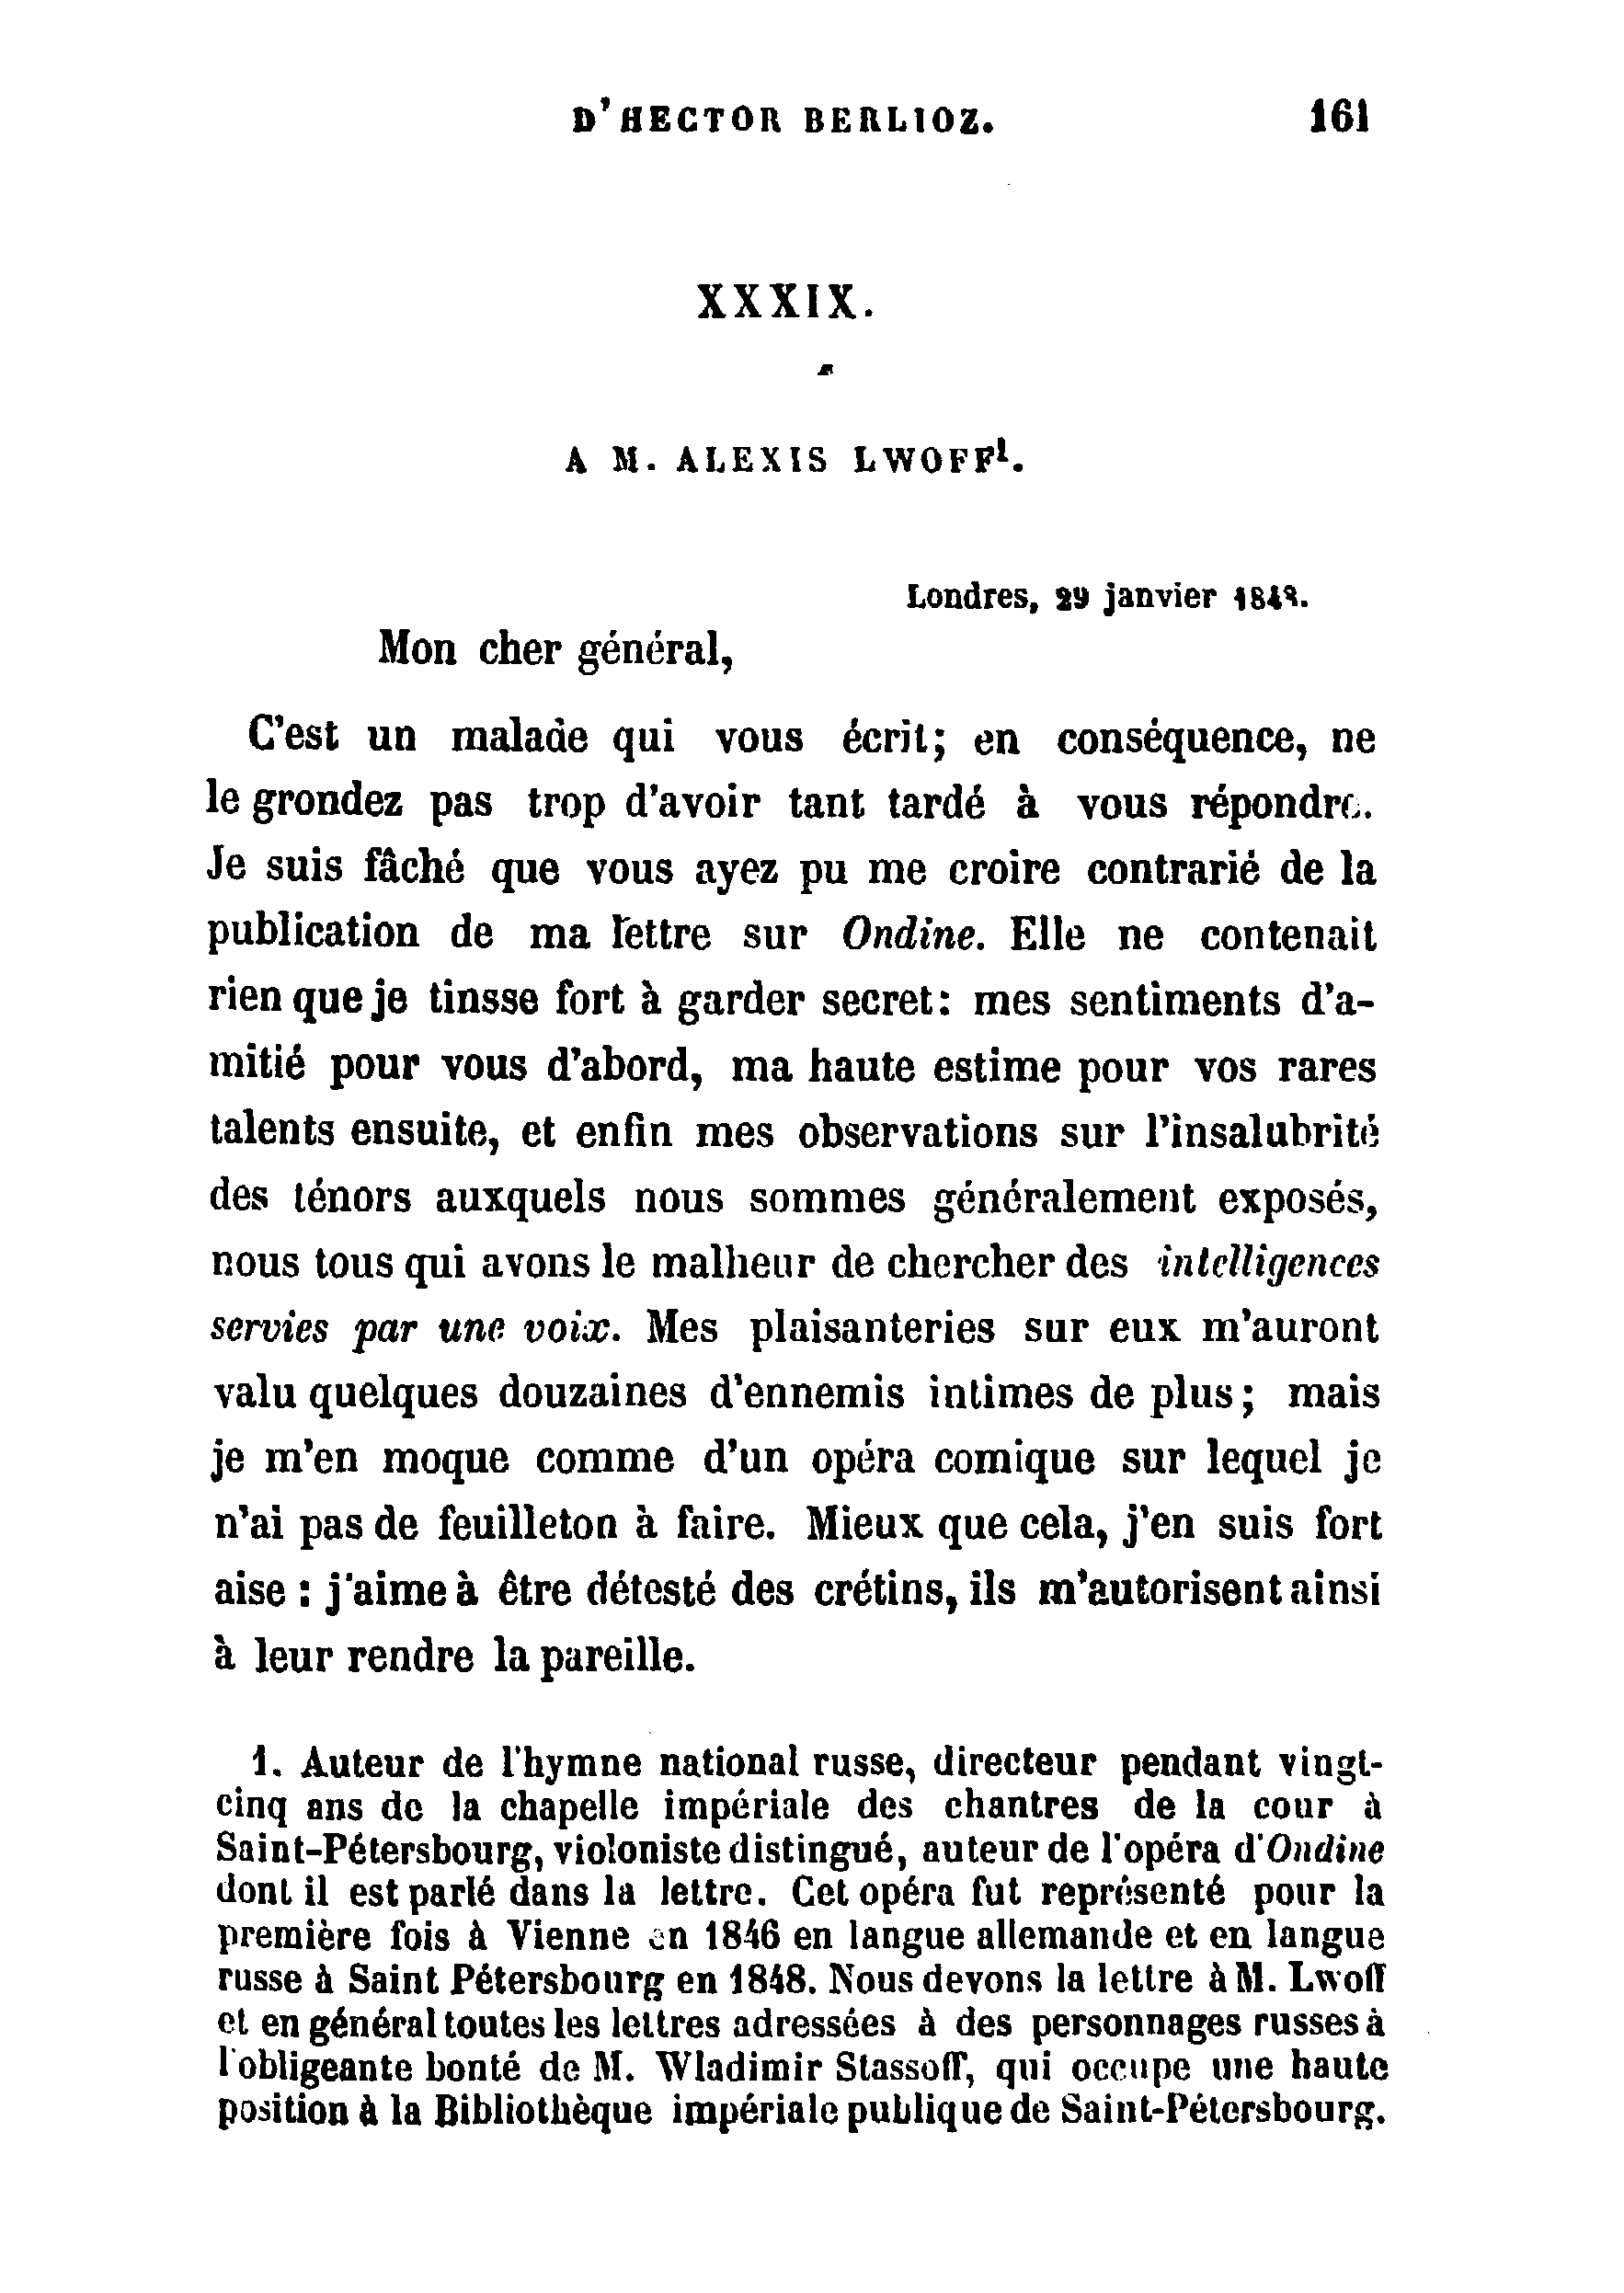 D'HECTOR BERLIOZ. 161
XXXIX.
A M. ALEXIS LWOFF¹.
Londres, 29 janvier
Mon cher général,
C'est un malade qui vous écrit; en conséquence, ne
le grondez pas trop d'avoir tant tardé à vous répondre.
Je suis fâché que vous ayez pu me croire contrarié de la
publication de ma lettre sur Ondine. Elle ne contenait
rien que je tinsse fort à garder secret: mes sentiments d'a-
mitié pour vous d'abord, ma haute estime pour vos rares
talents ensuite, et enfin mes observations sur l'insalubrité
des ténors auxquels nous sommes généralement exposés,
nous tous qui avons le malheur de chercher des intelligences
servies par une voix. Mes plaisanteries sur eux m'auront
valu quelques douzaines d'ennemis intimes de plus; mais
je m'en moque comme d'un opéra comique sur lequel je
n'ai pas de feuilleton à faire. Mieux que cela, j'en suis fort
aise : j'aime à être détesté des crétins, ils m'autorisent ainsi
à leur rendre la pareille.
1. Auteur de l'hymne national russe, directeur pendant vingt-
cinq ans de la chapelle impériale des chantres de la cour à
Saint-Pétersbourg, violoniste distingué, auteur de l'opéra d'Ondine
dont il est parlé dans la lettre. Cet opéra fut représenté pour la
première fois à Vienne en 1846 en langue allemande et en langue
russe à Saint Pétersbourg en 1848. Nous devons la lettre à M. Lwoff
et en général toutes les lettres adressées à des personnages russes à
l'obligeante bonté de M. Wladimir Stassoff, qui occupe une haute
position à la Bibliothèque impériale publique de Saint-Pétersbourg.